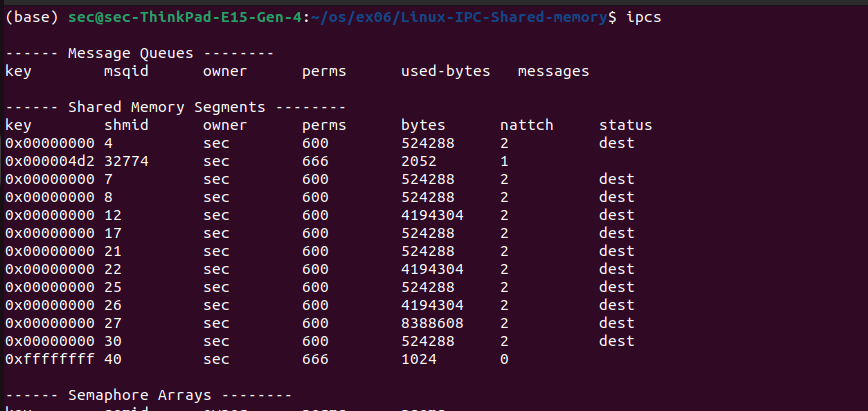 (base) sec@sec-ThinkPad-E15-Gen-4:~/os/ex06/Linux-IPC-Shared-memory$ ipcs
------ Message Queues --------
key        msqid      owner      perms      used-bytes   messages
------ Shared Memory Segments --------
key        shmid      owner      perms      bytes      nattch     status
0x00000000 4          sec        600        524288     2          dest
0x000004d2 32774      sec        666        2052       1
0x00000000 7          sec        600        524288     2          dest
0x00000000 8          sec        600        524288     2          dest
0x00000000 12         sec        600        4194304    2          dest
0x00000000 17         sec        600        524288     2          dest
0x00000000 21         sec        600        524288     2          dest
0x00000000 22         sec        600        4194304    2          dest
0x00000000 25         sec        600        524288     2          dest
0x00000000 26         sec        600        4194304    2          dest
0x00000000 27         sec        600        8388608    2          dest
0x00000000 30         sec        600        524288     2          dest
0xffffffff 40         sec        666        1024       0
------ Semaphore Arrays --------